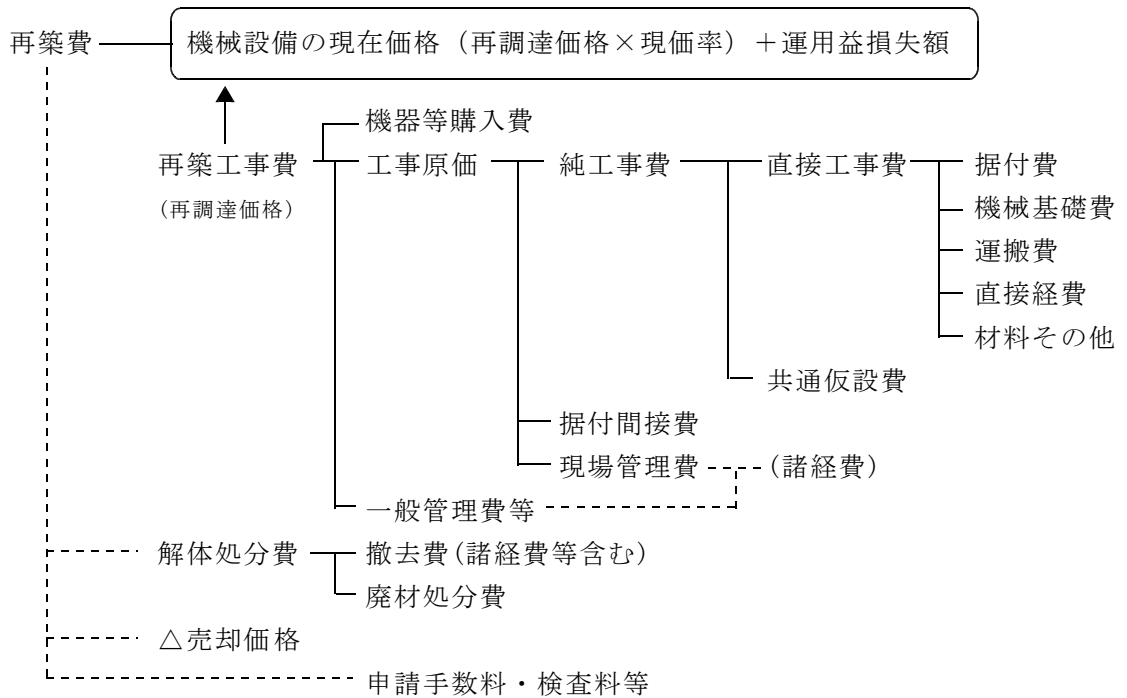 再築費 機械設備の現在価格（再調達価格×現価率）＋運用益損失額
機器等購入費
再築工事費 工事原価 純工事費 直接工事費 据付費
(再調達価格) 機械基礎費
運搬費
直接経費
材料その他
共通仮設費
据付間接費
現場管理費 (諸経費)
一般管理費等
解体処分費 撤去費(諸経費等含む)
廃材処分費
△売却価格
申請手数料・検査料等